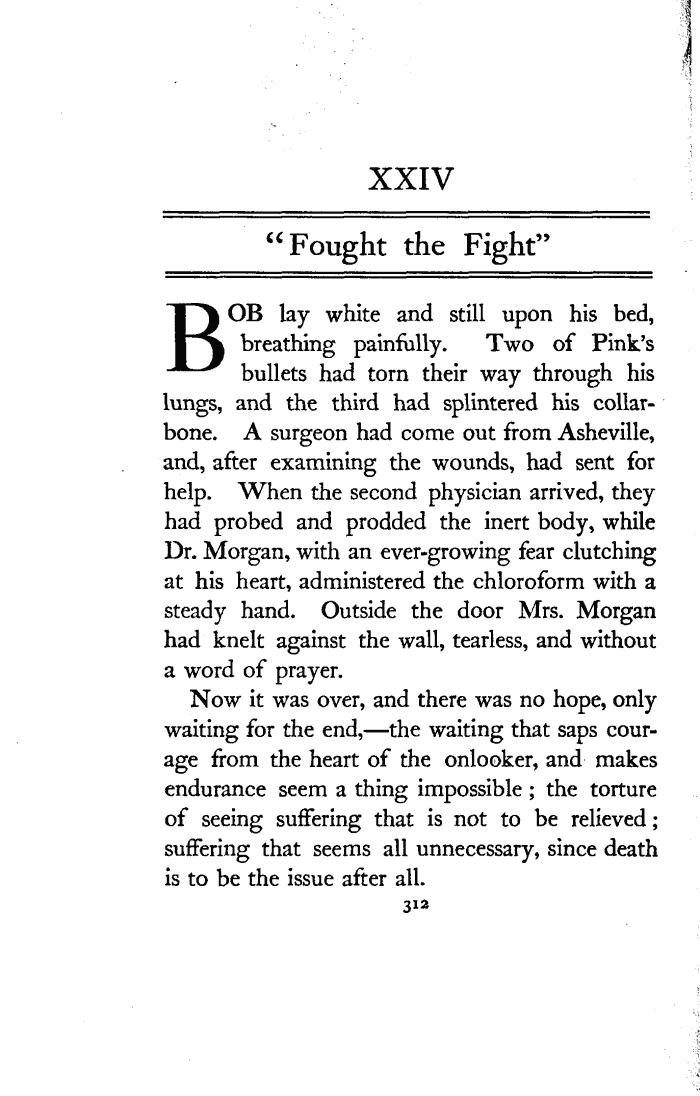 XXIV
“Fought the Fight”
BOB lay white and still upon his bed,
breathing painfully. Two of Pink’s
bullets had torn their way through his
lungs, and the third had splintered his collar-
bone. A surgeon had come out from Asheville,
and, after examining the wounds, had sent for
help. When the second physician arrived, they
had probed and prodded the inert body, while
Dr. Morgan, with an ever-growing fear clutching
at his heart, administered the chloroform with a
steady hand. Outside the door Mrs. Morgan
had knelt against the wall, tearless, and without
a word of prayer.
Now it was over, and there was no hope, only
waiting for the end,—the waiting that saps cour-
age from the heart of the onlooker, and makes
endurance seem a thing impossible ; the torture
of seeing suffering that is not to be relieved ;
suffering that seems all unnecessary, since death
is to be the issue after all.
312